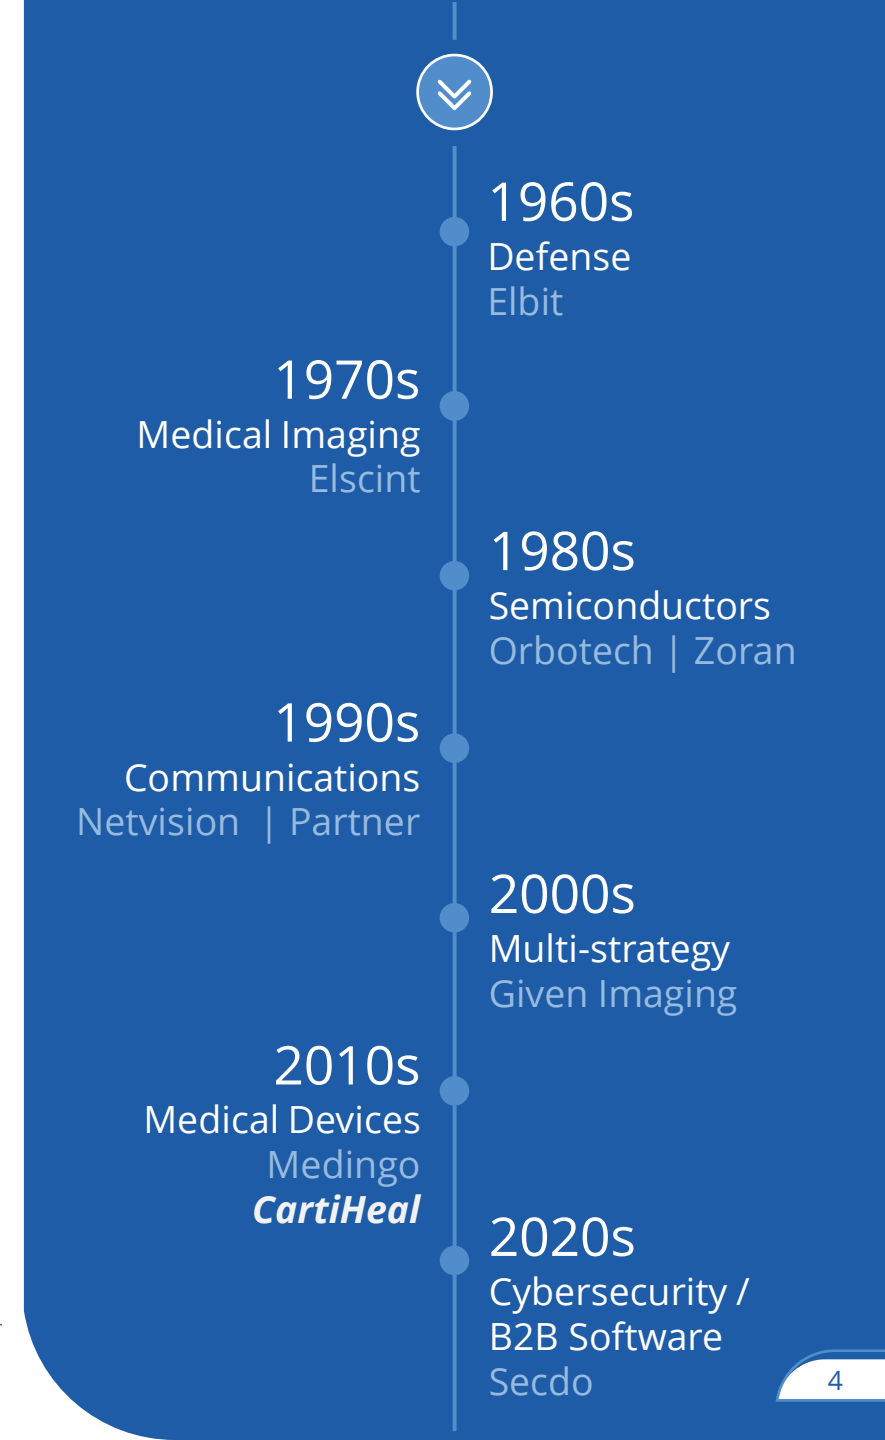 1960s
Defense
Elbit
1970s
Medical Imaging
Elscint
1980s
Semiconductors
Orbotech | Zoran
1990s
Communications
Netvision | Partner
2000s
Multi-strategy
Given Imaging
2010s
Medical Devices
Medingo
CartiHeal
2020s
Cybersecurity /
B2B Software
Secdo
4